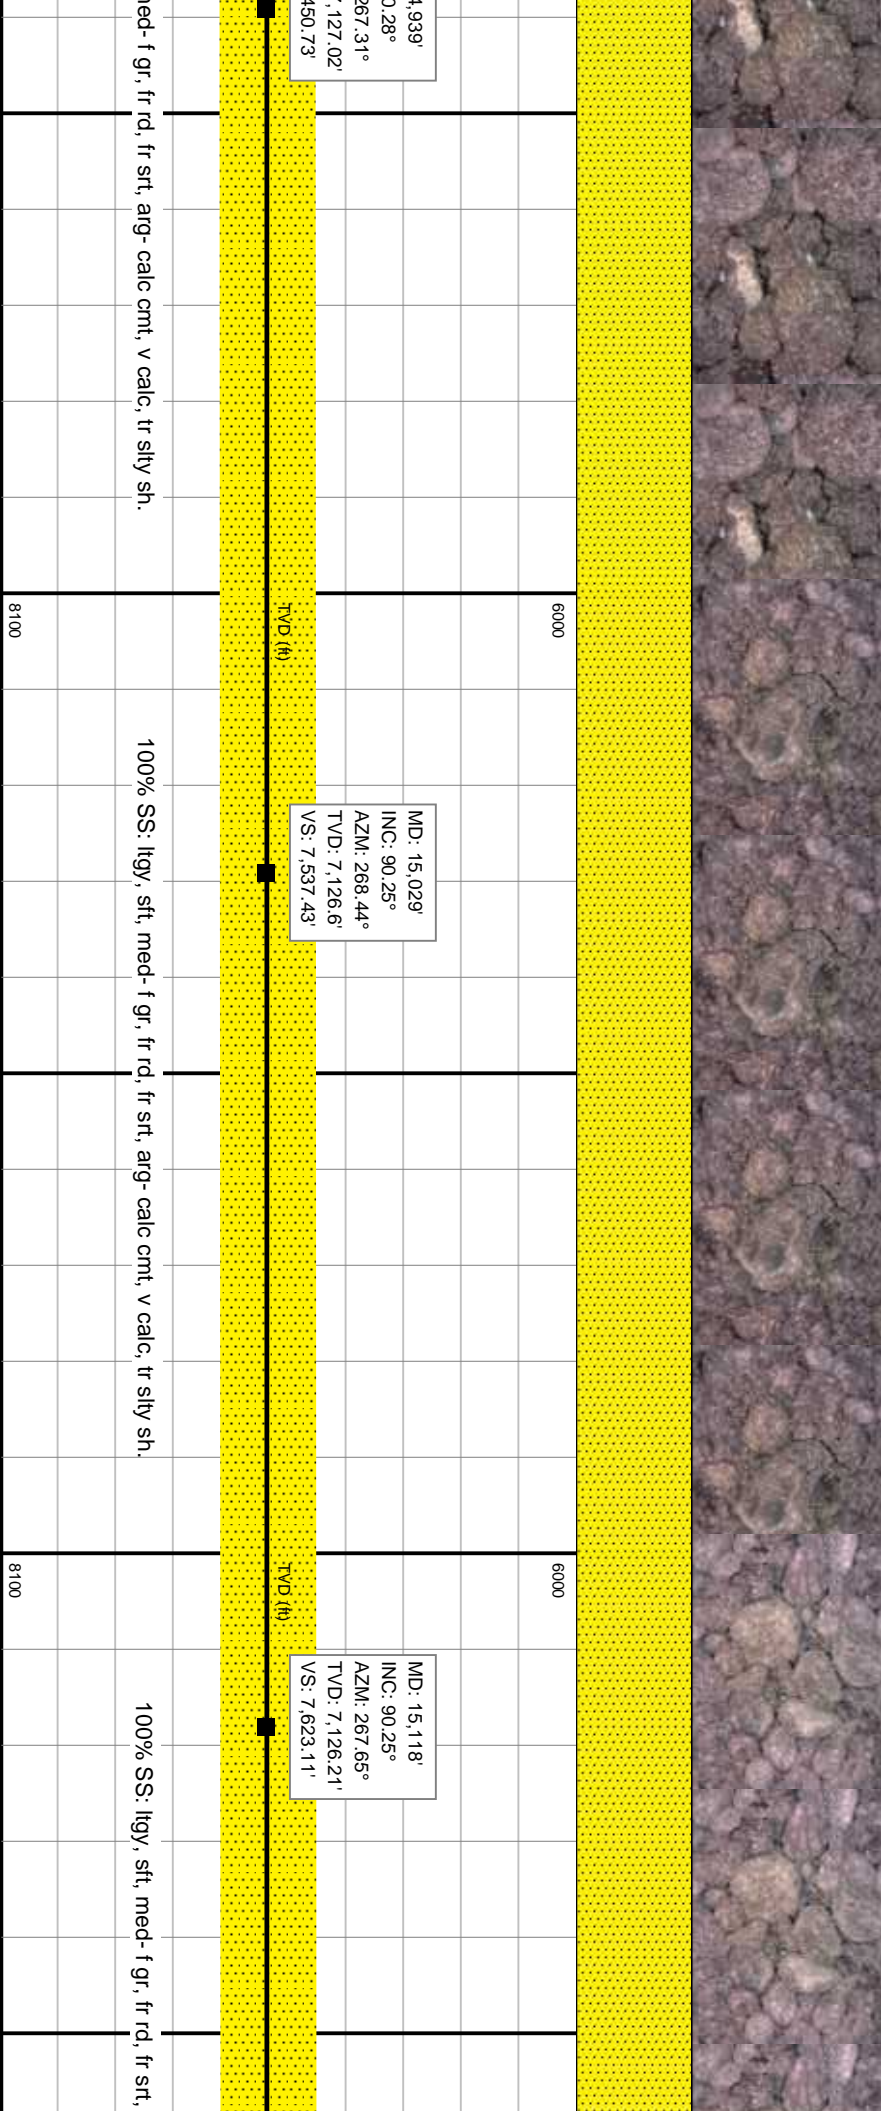 4,939'
0.28°
267.31°
7,127.02'
450.73'
med- f gr, fr rd, fr srt, arg- calc cmt, v calc, tr slty sh.
6000
TVD (ft)
8100
MD: 15,029'
INC: 90.25°
AZM: 268.44°
TVD: 7,126.6'
VS: 7,537.43'
100% SS: ltgy, sft, med- f gr, fr rd, fr srt, arg- calc cmt, v calc, tr slty sh.
6000
TVD (ft)
8100
MD: 15,118'
INC: 90.25°
AZM: 267.65°
TVD: 7,126.21'
VS: 7,623.11'
100% SS: ltgy, sft, med- f gr, fr rd, fr srt,